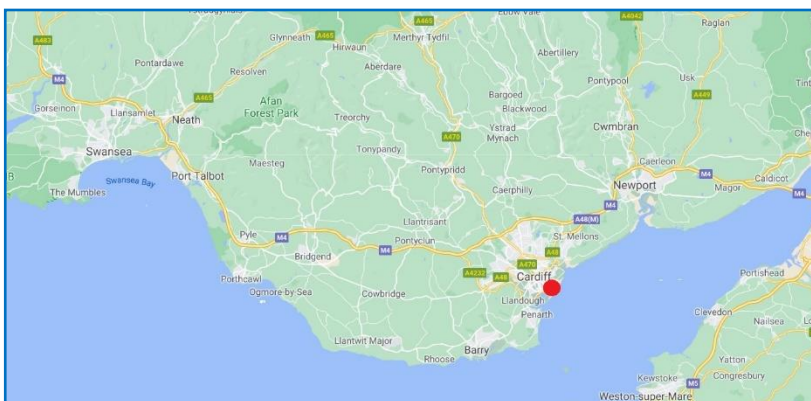 A465
A4042
Raglan
A483
Glynneath
A465
Hirwaun
Merthyr Tydfil
Abertillery
Pontardawe
Resolven
Aberdare
Pontypool
Usk
M4
A465
Bargoed
A449
Gorseinon
Llansamlet
Neath
Afan
Forest Park
Treorchy
Blackwood
Cwmbran
Swansea
A470
Ystrad
Mynach
Tonypandy
Maesteg
Pontypridd
Caerleon
Caldicot
Port Talbot
Swansea Bay
The Mumbles
Caerphilly
Newport
M4
Magor
M4
M4
Llantrisant
A48(M)
Pyle
M4
Pontyclun
St. Mellons
Bridgend
M4
A48
A470
Portishead
Porthcawl
A4232
A48
Cardiff
Ogmore-by-Sea
Cowbridge
Llandough
Penarth
Clevedon
Nailsea
Llantwit Major
Barry
Rhoose
Yatton
Kewstoke
Congresbury
M5
Weston-super-Mare